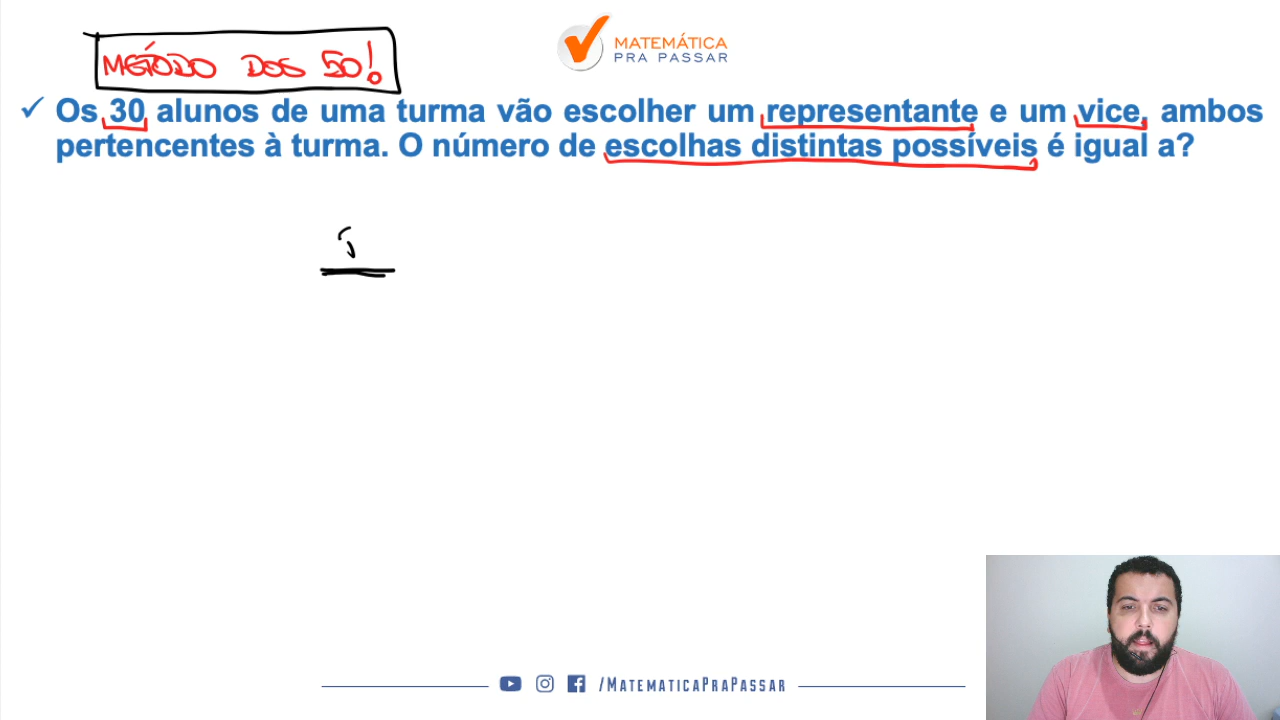 MATEMÁTICA
PRA PASSAR
METÓDO DOS 50!
✓ Os 30 alunos de uma turma vão escolher um representante e um vice, ambos
pertencentes à turma. O número de escolhas distintas possíveis é igual a?
/MATEMATICAPRAPASSAR